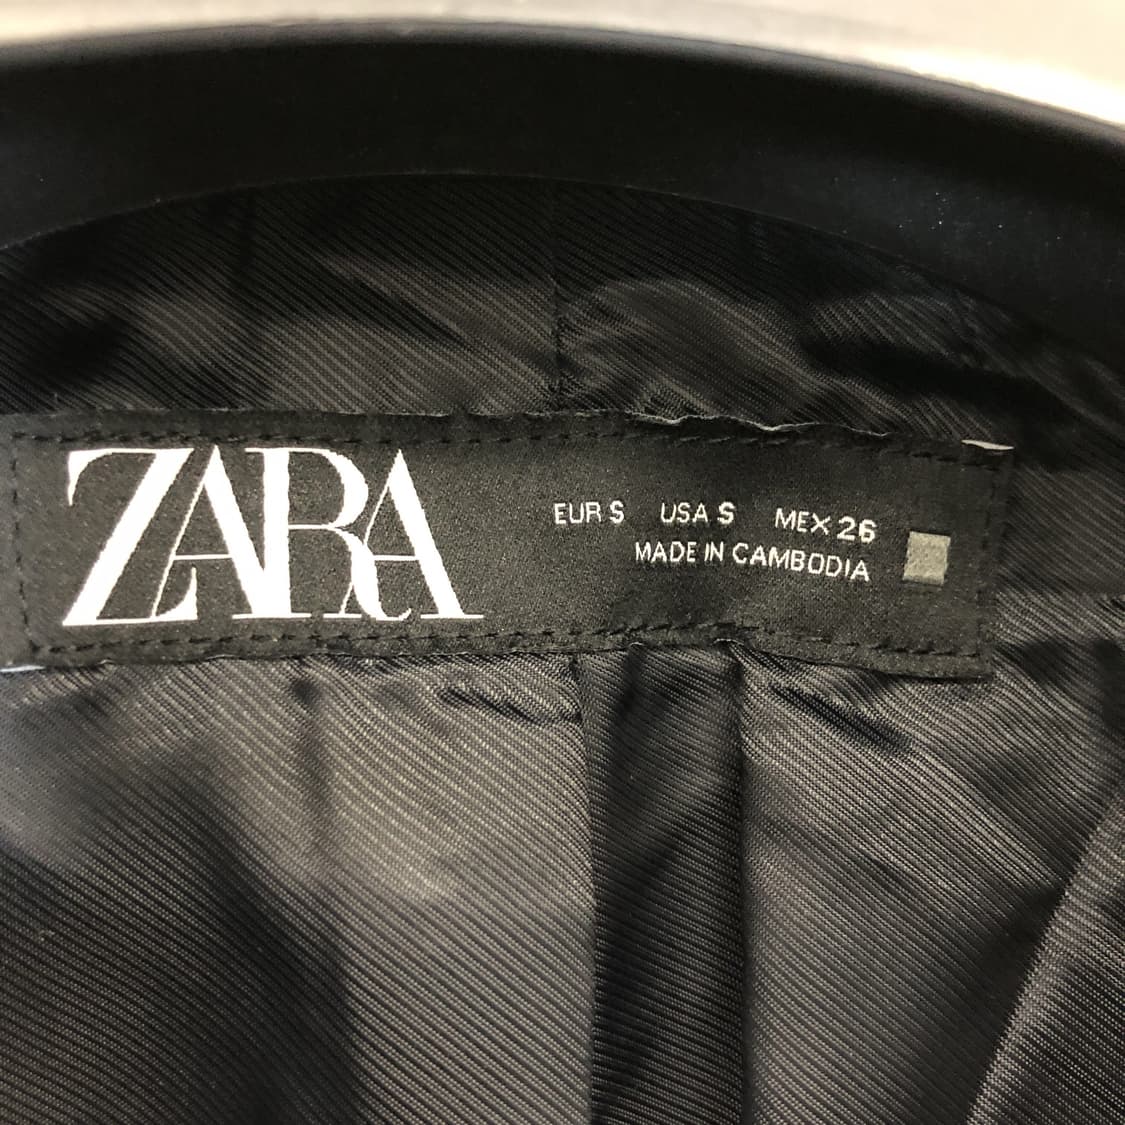 ZARA
EUR S USA S MEX 26
MADE IN CAMBODIA